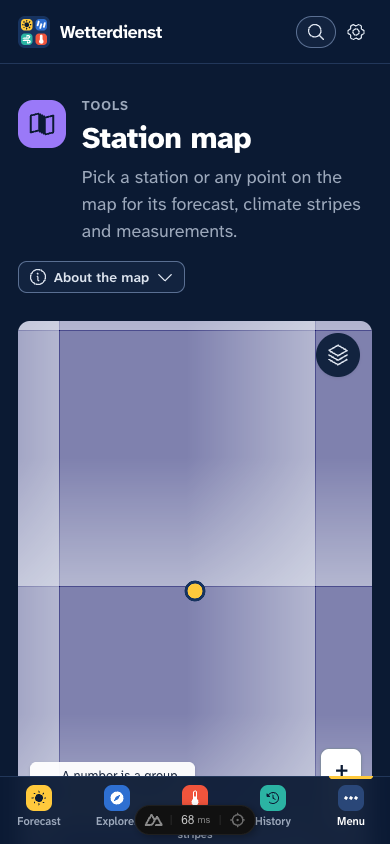 Wetterdienst
TOOLS
Station map
Pick a station or any point on the
map for its forecast, climate stripes
and measurements.
About the map
A number is a group
+
Forecast
Explore
stripes
History
Menu
68 ms